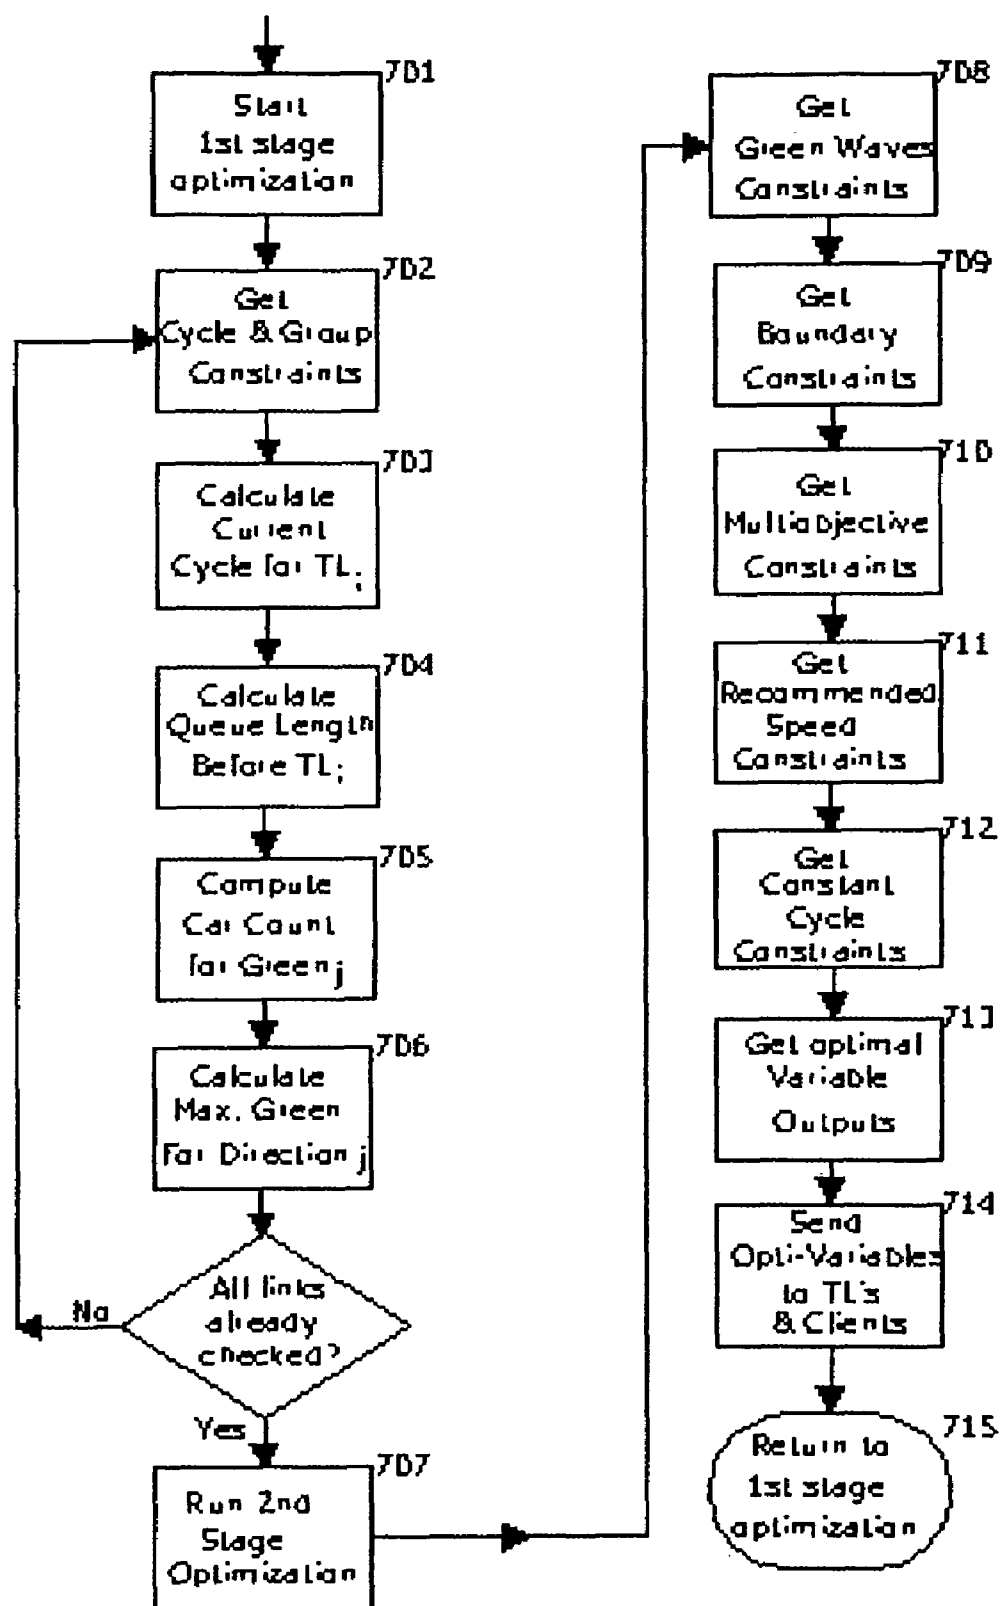 701
Start
1st stage
optimization
702
Get
Cycle & Group
Constraints
703
Calculate
Current
Cycle for TLi
704
Calculate
Queue Length
Before TLi
705
Compute
Car Count
for Green j
706
Calculate
Max. Green
For Direction j
All links
already
checked?
No
Yes
707
Run 2nd
Stage
Optimization
708
Get
Green Waves
Constraints
709
Get
Boundary
Constraints
710
Get
Multiobjective
Constraints
711
Get
Recommended
Speed
Constraints
712
Get
Constant
Cycle
Constraints
713
Get optimal
Variable
Outputs
714
Send
Opti-Variables
to TL's
& Clients
715
Return to
1st stage
optimization